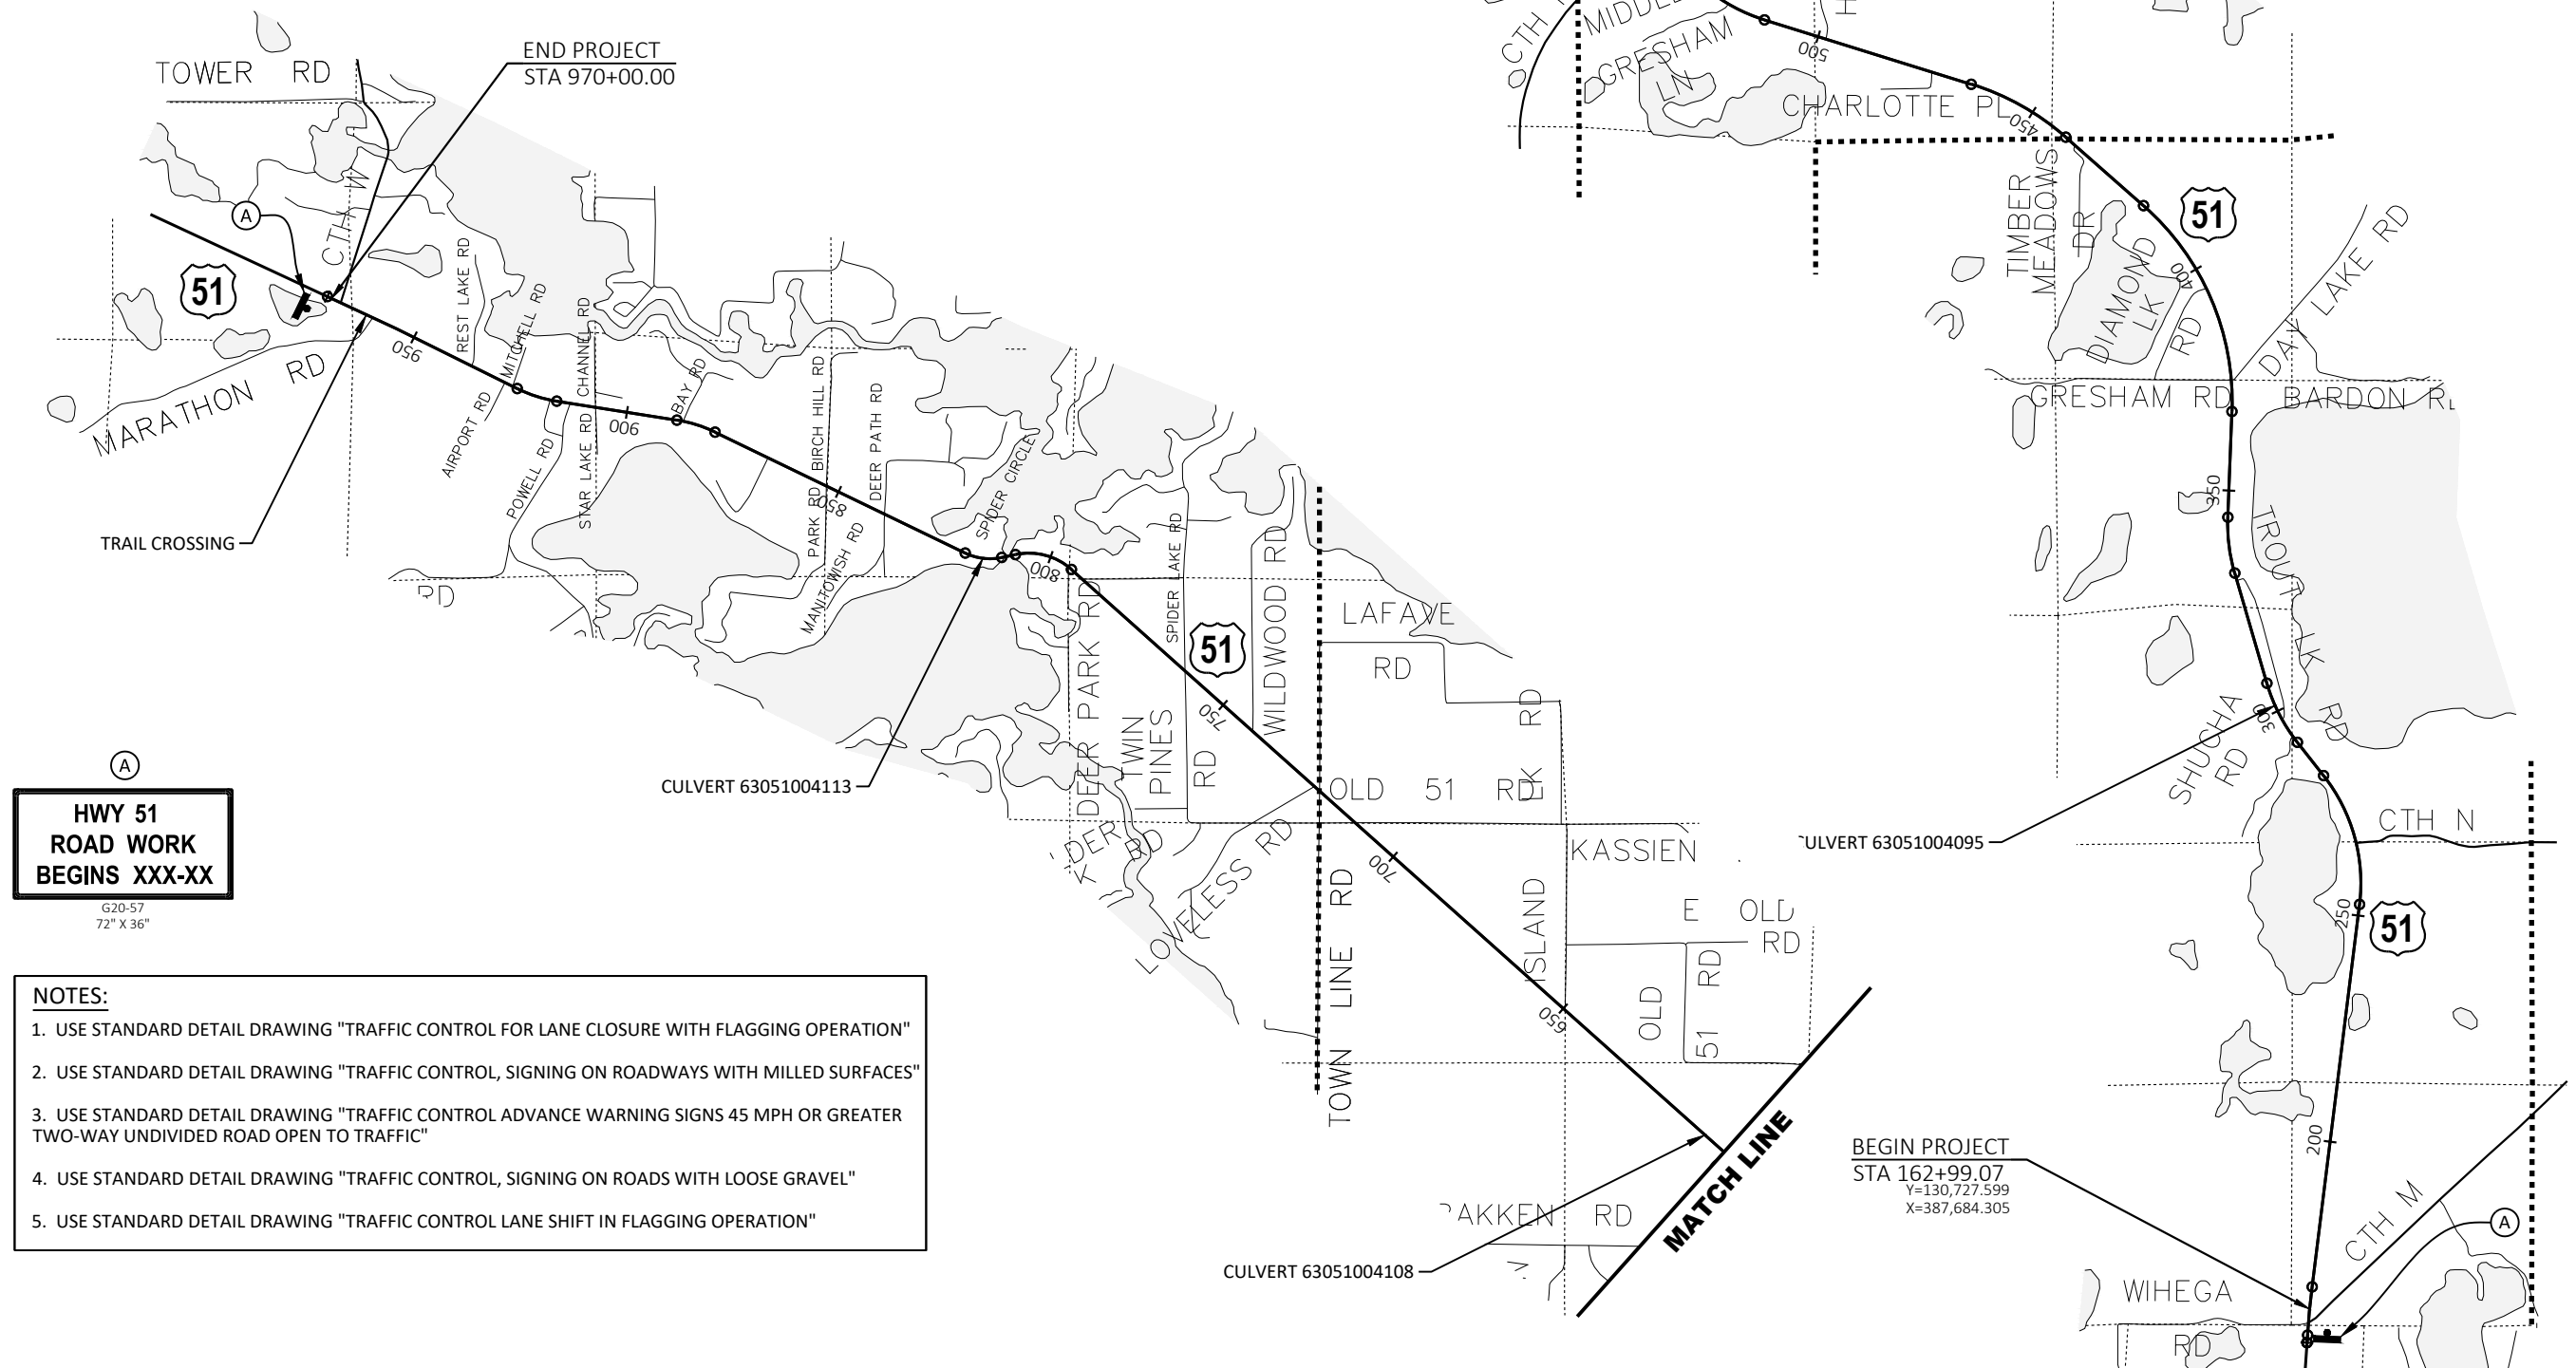 END PROJECT
STA 970+00.00
TOWER RD
A
CTH W
51
MARATHON RD
TRAIL CROSSING
950
REST LAKE RD
MITCHELL RD
AIRPORT RD
POWELL RD
STAR LAKE RD
CHANNEL RD
900
BAY RD
PARK RD
BIRCH HILL RD
850
DEER PATH RD
MANITOWISH RD
SPIDER CIRCLE
800
RD
CULVERT 63051004113
DEER PARK RD
SPIDER LAKE RD
51
WILDWOOD RD
TWIN
PINES
RD
750
LAFAVE
RD
OLD 51 RD
RD
LOVELESS RD
TOWN LINE RD
700
KASSIEN
ISLAND
LK RD
E OLD
RD
OLD
51 RD
650
MATCH LINE
AKKEN RD
CULVERT 63051004108
A
HWY 51
ROAD WORK
BEGINS XXX-XX
G20-57
72" X 36"
NOTES:
1. USE STANDARD DETAIL DRAWING "TRAFFIC CONTROL FOR LANE CLOSURE WITH FLAGGING OPERATION"
2. USE STANDARD DETAIL DRAWING "TRAFFIC CONTROL, SIGNING ON ROADWAYS WITH MILLED SURFACES"
3. USE STANDARD DETAIL DRAWING "TRAFFIC CONTROL ADVANCE WARNING SIGNS 45 MPH OR GREATER
TWO-WAY UNDIVIDED ROAD OPEN TO TRAFFIC"
4. USE STANDARD DETAIL DRAWING "TRAFFIC CONTROL, SIGNING ON ROADS WITH LOOSE GRAVEL"
5. USE STANDARD DETAIL DRAWING "TRAFFIC CONTROL LANE SHIFT IN FLAGGING OPERATION"
CTH
GRESHAM
LN
500
CHARLOTTE PL
450
TIMBER
MEADOWS
DR
51
DIAMOND
LK
RD
400
DAY LAKE RD
GRESHAM RD
BARDON
350
TROUT LK RD
300
SHUCHA
RD
ULVERT 63051004095
CTH N
250
51
200
BEGIN PROJECT
STA 162+99.07
Y=130,727.599
X=387,684.305
CTH M
A
WIHEGA
RD